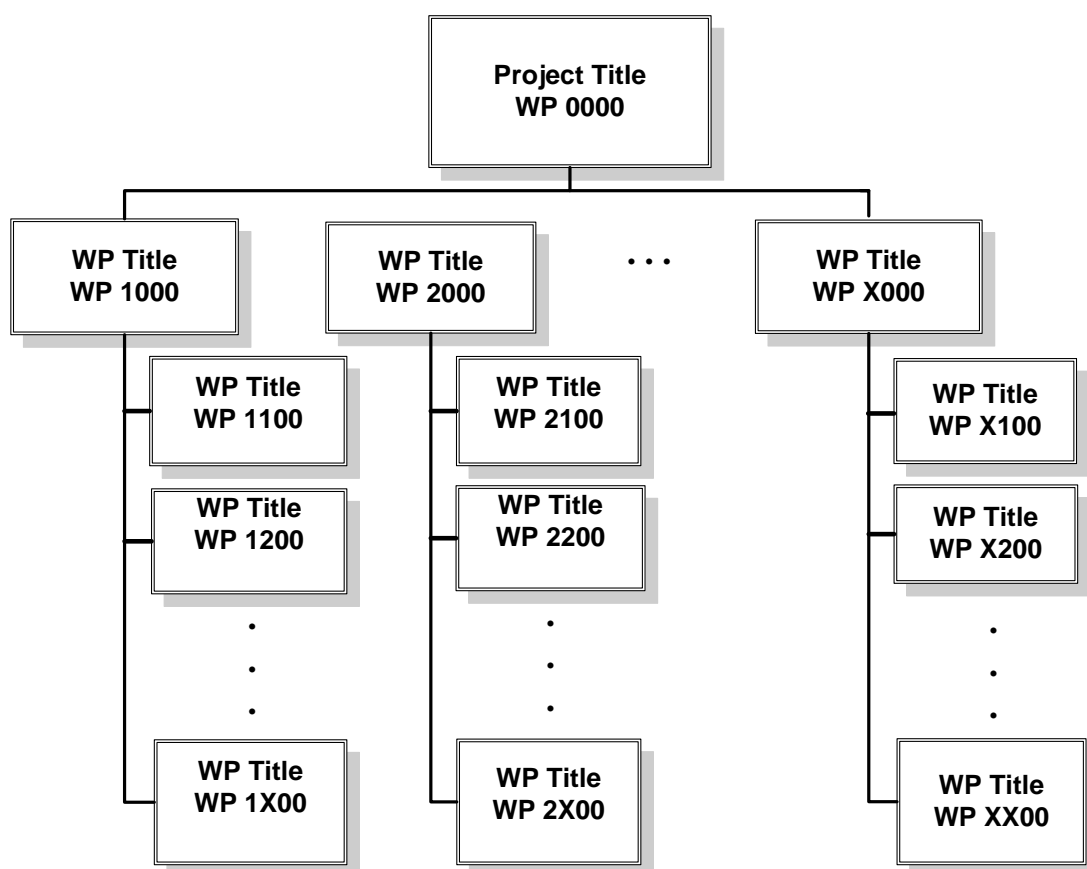 Project Title
WP 0000
WP Title
WP 1000
WP Title
WP 2000
. . .
WP Title
WP X000
WP Title
WP 1100
WP Title
WP 2100
WP Title
WP X100
WP Title
WP 1200
WP Title
WP 2200
WP Title
WP X200
WP Title
WP 1X00
WP Title
WP 2X00
WP Title
WP XX00